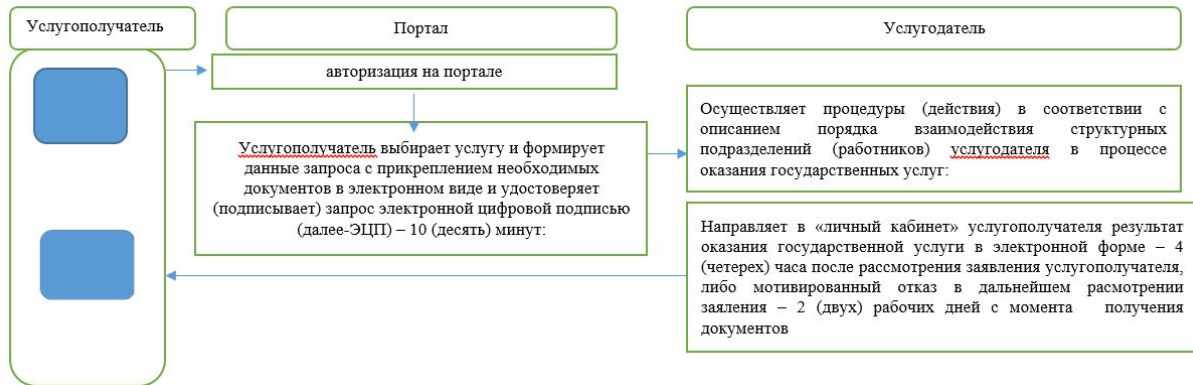 Услугополучатель
Портал
Услугодатель
авторизация на портале
Услугополучатель выбирает услугу и формирует
данные запроса с прикреплением необходимых
документов в электронном виде и удостоверяет
(подписывает) запрос электронной цифровой подписью
(далее-ЭЦП) – 10 (десять) минут:
Осуществляет процедуры (действия) в соответствии с
описанием порядка взаимодействия структурных
подразделений (работников) услугодателя в процессе
оказания государственных услуг:
Направляет в «личный кабинет» услугополучателя результат
оказания государственной услуги в электронной форме – 4
(четерех) часа после рассмотрения заявления услугополучателя,
либо мотивированный отказ в дальнейшем расмотрении
заяления – 2 (двух) рабочих дней с момента получения
документов